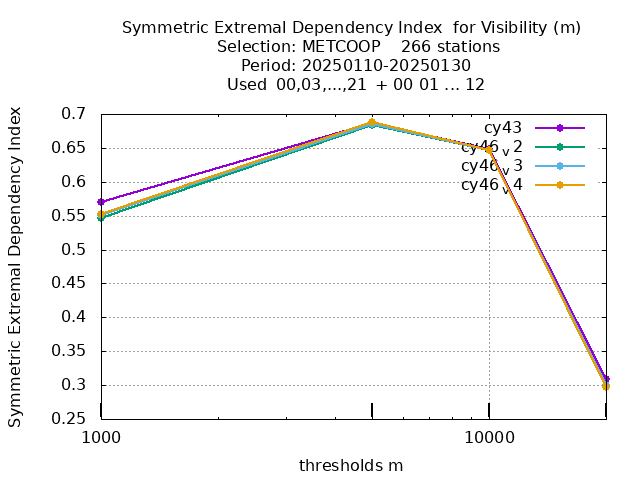 Symmetric Extremal Dependency Index  for Visibility (m)
Selection: METCOOP    266 stations
Period: 20250110-20250130
Used  00,03,...,21  + 00 01 ... 12
Symmetric Extremal Dependency Index
0.7
0.65
0.6
0.55
0.5
0.45
0.4
0.35
0.3
0.25
cy43
cy46_v2
cy46_v3
cy46_v4
1000
10000
thresholds m